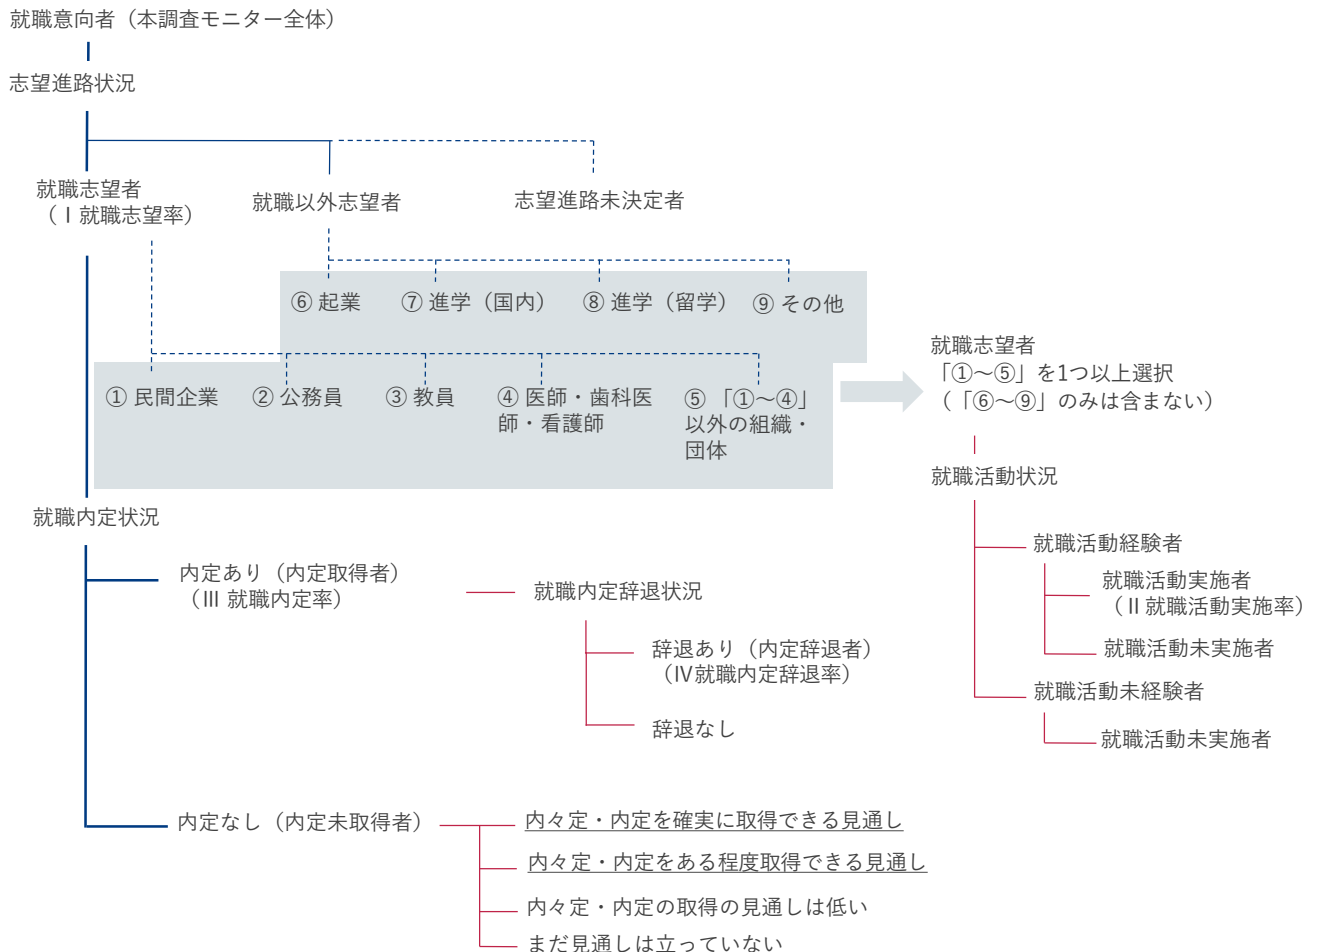 就職意向者（本調査モニター全体）
志望進路状況
就職志望者
（Ⅰ就職志望率）
就職以外志望者
志望進路未決定者
⑥ 起業
⑦ 進学（国内）
⑧ 進学（留学）
⑨ その他
① 民間企業
② 公務員
③ 教員
④ 医師・歯科医
師・看護師
⑤ 「①～④」
以外の組織・
団体
就職志望者
「①～⑤」を1つ以上選択
（「⑥～⑨」のみは含まない）
就職活動状況
就職活動経験者
就職活動実施者
（Ⅱ就職活動実施率）
就職活動未実施者
就職活動未経験者
就職活動未実施者
就職内定状況
内定あり（内定取得者）
（Ⅲ 就職内定率）
就職内定辞退状況
辞退あり（内定辞退者）
（Ⅳ就職内定辞退率）
辞退なし
内定なし（内定未取得者）
内々定・内定を確実に取得できる見通し
内々定・内定をある程度取得できる見通し
内々定・内定の取得の見通しは低い
まだ見通しは立っていない